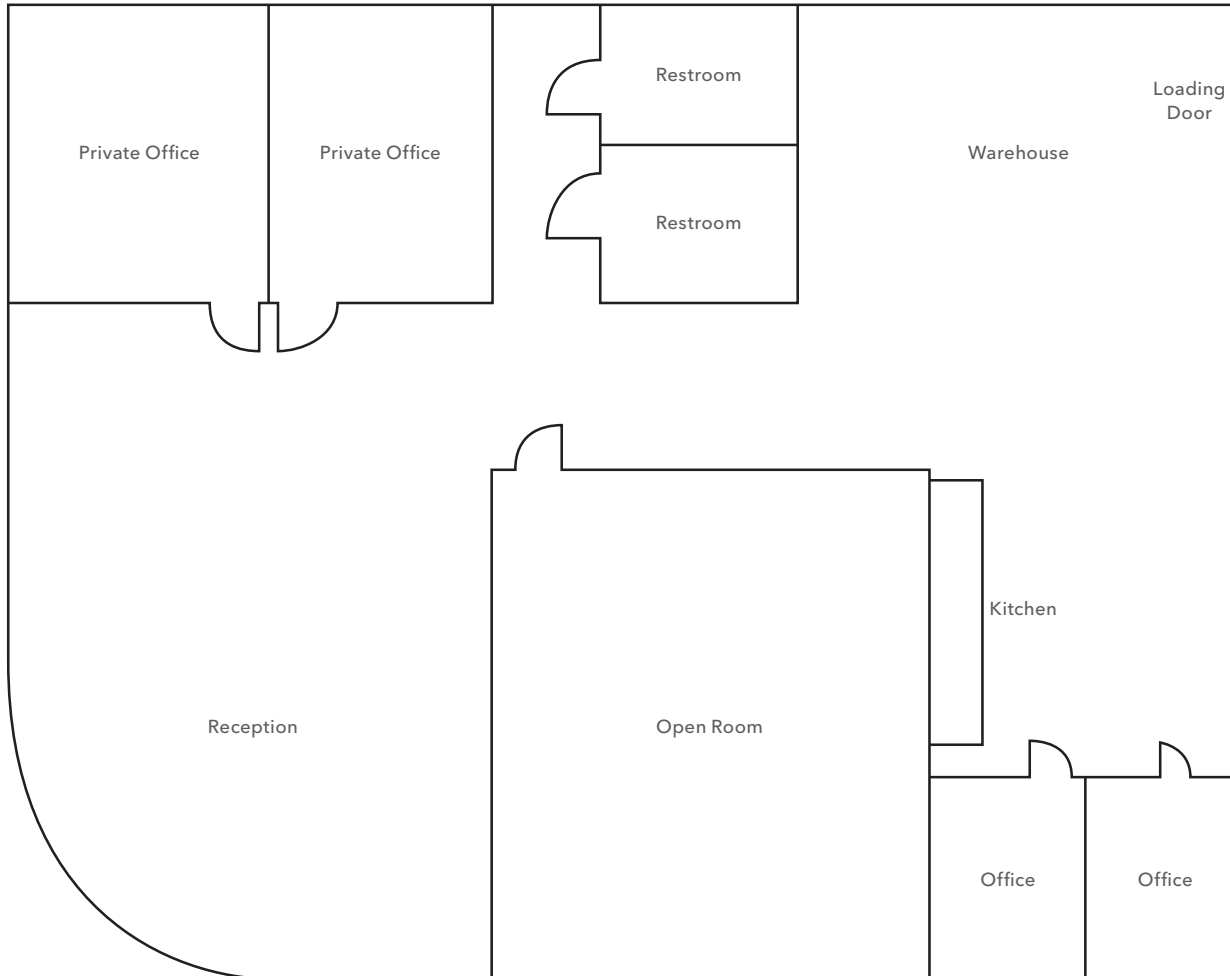 Restroom
Loading
Door
Private Office
Private Office
Warehouse
Restroom
Kitchen
Reception
Open Room
Office
Office